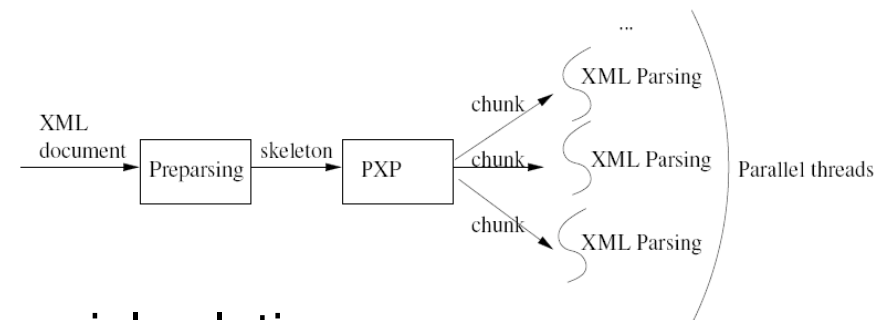 ...
XML Parsing
chunk
XML
document
Preparsing
skeleton
PXP
chunk
XML Parsing
Parallel threads
chunk
XML Parsing